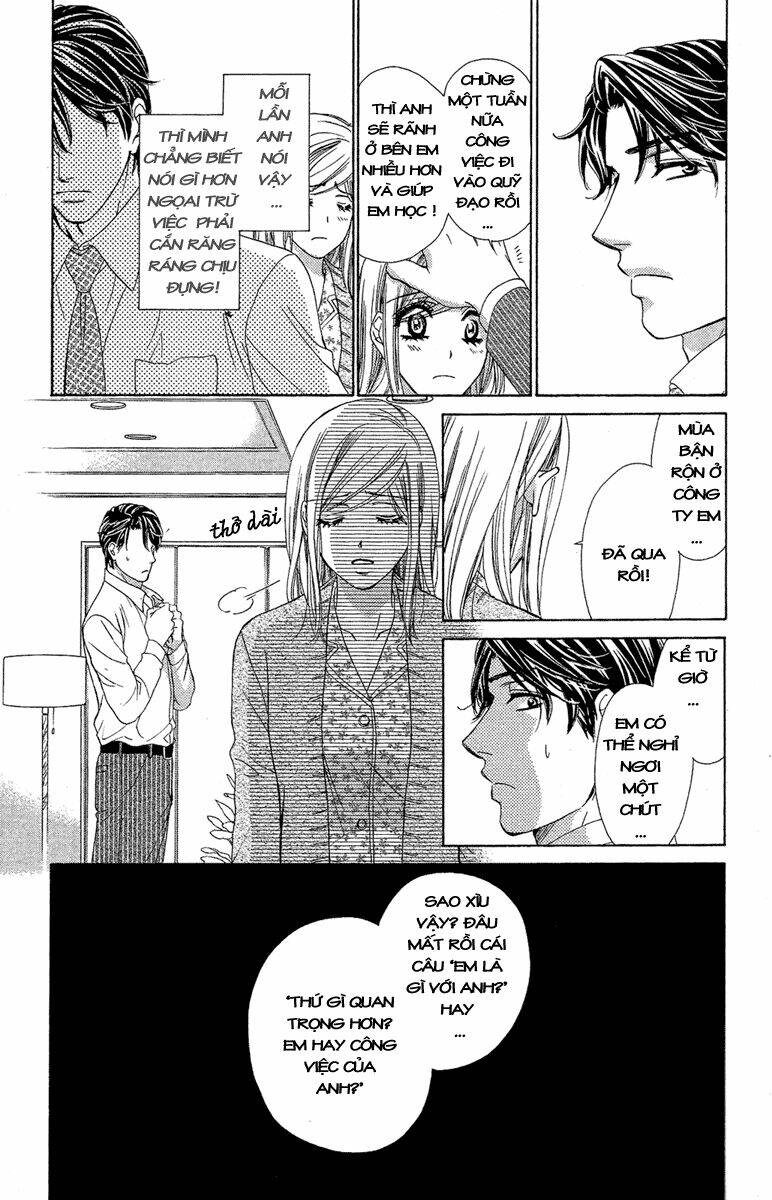 CHỪNG
MỘT TUẦN
NỮA
CÔNG
VIỆC ĐI
VÀO QUỸ
ĐẠO RỒI
...
THÌ ANH
SẼ RÃNH
Ở BÊN EM
NHIỀU HƠN
VÀ GIÚP
EM HỌC !
MỖI
LẦN
ANH
NÓI
VẬY
...
THÌ MÌNH
CHẲNG BIẾT
NÓI GÌ HƠN
NGOẠI TRỪ
VIỆC PHẢI
CẮN RĂNG
RÁNG CHỊU
ĐỰNG!
MÙA
BẬN
RỘN Ở
CÔNG
TY EM
...
ĐÃ QUA
RỒI!
thở dài
KỂ TỪ
GIỜ
...
EM CÓ
THỂ NGHỈ
NGƠI
MỘT
CHÚT
...
SAO XÌU
VẬY? ĐÂU
MẤT RỒI CÁI
CÂU 'EM LÀ
GÌ VỚI ANH?'
HAY
...
'THỨ GÌ QUAN
TRỌNG HƠN?
EM HAY CÔNG
VIỆC CỦA
ANH?'